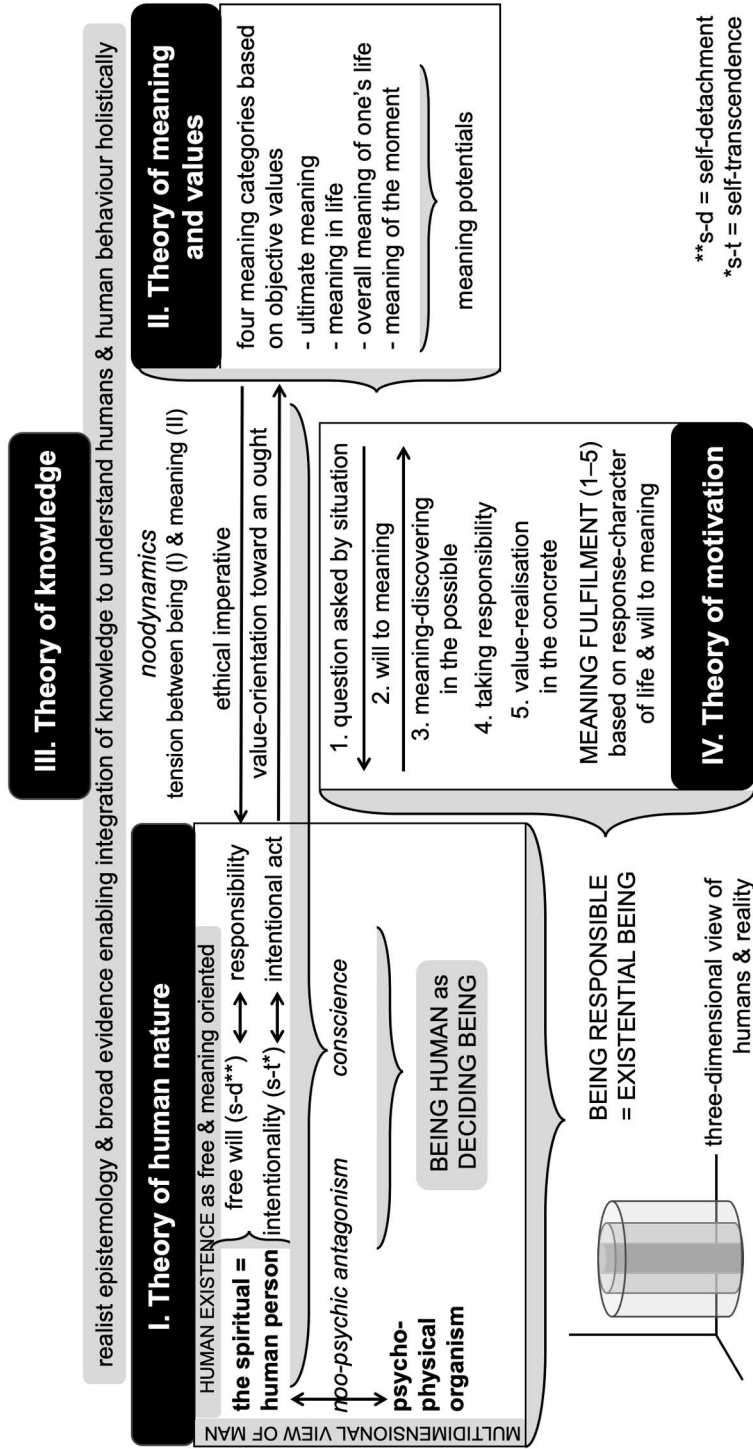 III. Theory of knowledge
realist epistemology & broad evidence enabling integration of knowledge to understand humans & human behaviour holistically
I. Theory of human nature
HUMAN EXISTENCE as free & meaning oriented
the spiritual =
human person
free will (s-d**)
responsibility
intentionality (s-t*)
intentional act
noo-psychic antagonism
conscience
psycho-
physical
organism
BEING HUMAN as
DECIDING BEING
MULTIDIMENSIONAL VIEW OF MAN
noodynamics
tension between being (I) & meaning (II)
ethical imperative
value-orientation toward an ought
II. Theory of meaning
and values
four meaning categories based
on objective values
- ultimate meaning
- meaning in life
- overall meaning of one's life
- meaning of the moment
meaning potentials
1. question asked by situation
2. will to meaning
3. meaning-discovering
in the possible
4. taking responsibility
5. value-realisation
in the concrete
MEANING FULFILMENT (1–5)
based on response-character
of life & will to meaning
IV. Theory of motivation
BEING RESPONSIBLE
= EXISTENTIAL BEING
three-dimensional view of
humans & reality
**s-d = self-detachment
*s-t = self-transcendence